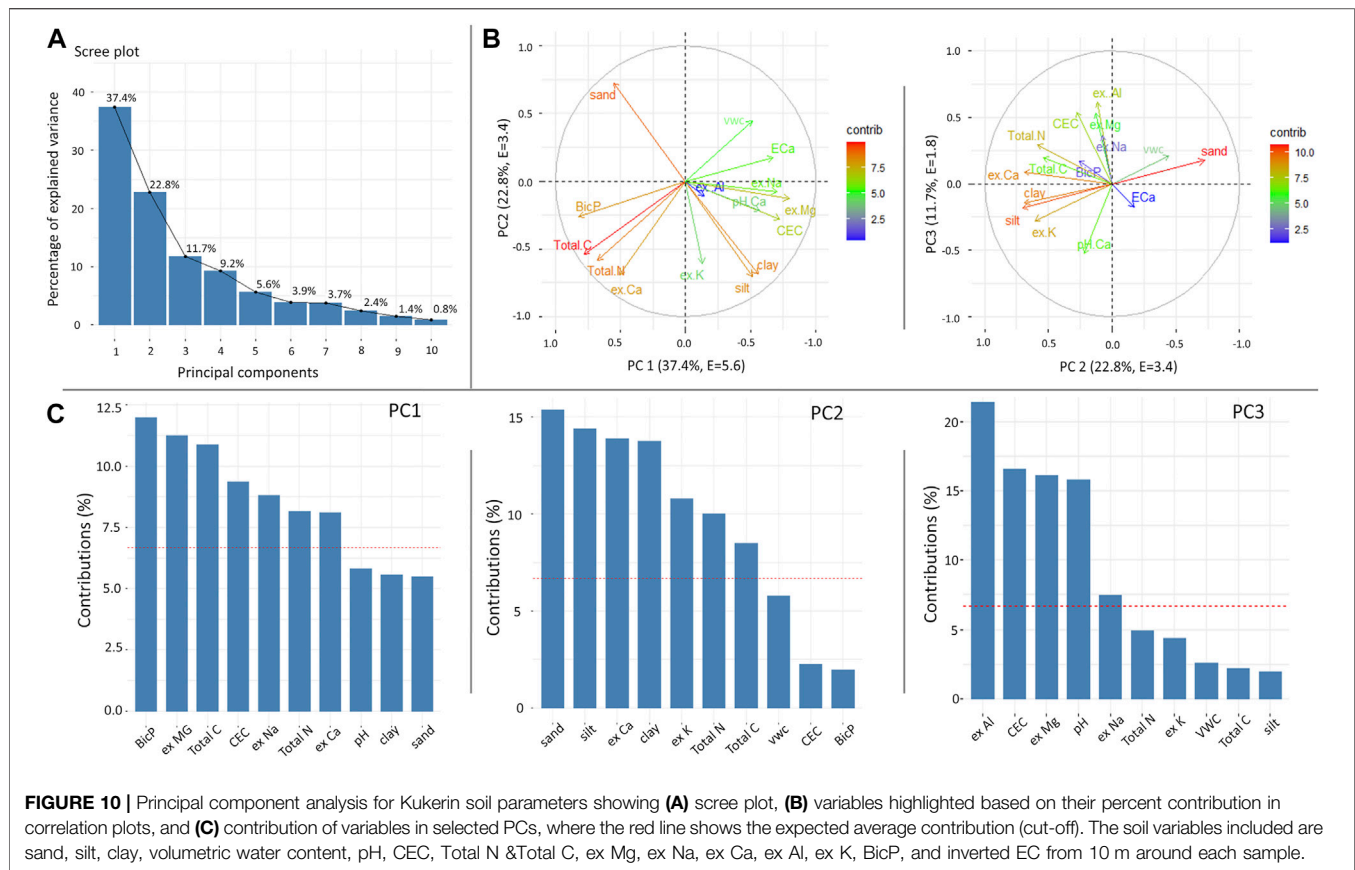 A
Scree plot
Percentage of explained variance
40
30
20
10
0
37.4%
22.8%
11.7%
9.2%
5.6%
3.9%
3.7%
2.4%
1.4%
0.8%
1 2 3 4 5 6 7 8 9 10
Principal components
B
PC2 (22.8%, E=3.4)
1.0
0.5
0.0
-0.5
-1.0
sand
vwc
ECa
ex.Al
ex.Na
pH.Ca
ex.Mg
CEC
BicP
Total.C
Total.N
ex.Ca
ex.K
clay
silt
1.0 0.5 0.0 -0.5 -1.0
PC 1 (37.4%, E=5.6)
contrib
7.5
5.0
2.5
PC3 (11.7%, E=1.8)
1.0
0.5
0.0
-0.5
-1.0
ex..Al
CEC
ex.Mg
Total.N
ex.Na
vwc
sand
Total.C
BicP
ex.Ca
clay
ECa
silt
ex.K
pH.Ca
1.0 0.5 0.0 -0.5 -1.0
PC 2 (22.8%, E=3.4)
contrib
10.0
7.5
5.0
2.5
C
PC1
Contributions (%)
12.5
10.0
7.5
5.0
2.5
0.0
BicP ex MG Total C CEC ex Na Total N ex Ca pH clay sand
PC2
Contributions (%)
15
10
5
0
sand silt ex Ca clay ex K Total N Total C vwc CEC BicP
PC3
Contributions (%)
20
15
10
5
0
ex Al CEC ex Mg pH ex Na Total N ex K VWC Total C silt
FIGURE 10 | Principal component analysis for Kukerin soil parameters showing (A) scree plot, (B) variables highlighted based on their percent contribution in
correlation plots, and (C) contribution of variables in selected PCs, where the red line shows the expected average contribution (cut-off). The soil variables included are
sand, silt, clay, volumetric water content, pH, CEC, Total N &Total C, ex Mg, ex Na, ex Ca, ex Al, ex K, BicP, and inverted EC from 10 m around each sample.